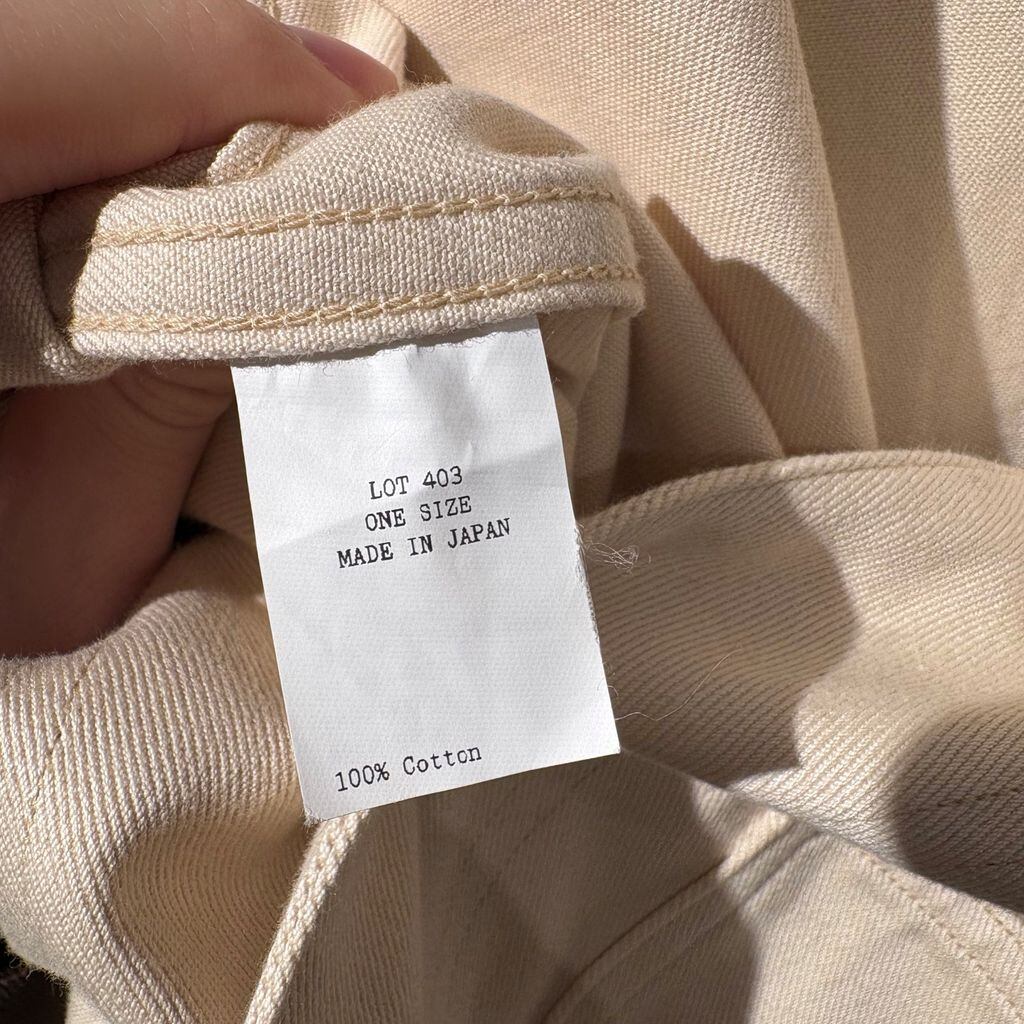 LOT 403
ONE SIZE
MADE IN JAPAN
100% Cotton